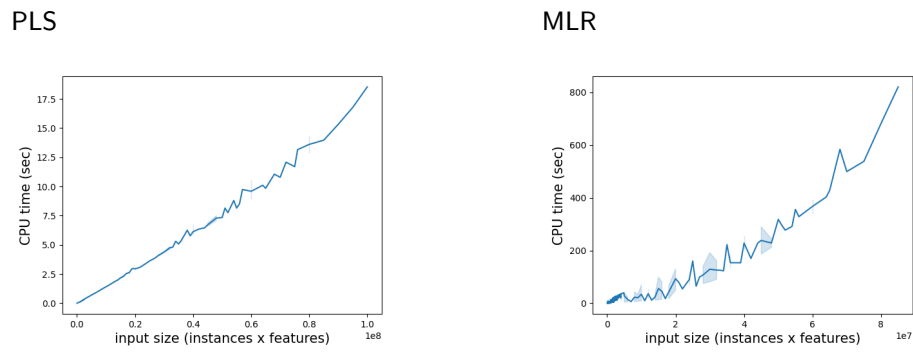 PLS
MLR
17.5
15.0
12.5
10.0
7.5
5.0
2.5
0.0
CPU time (sec)
0.0 0.2 0.4 0.6 0.8 1.0
1e8
input size (instances x features)
800
600
400
200
0
CPU time (sec)
0 2 4 6 8
1e7
input size (instances x features)